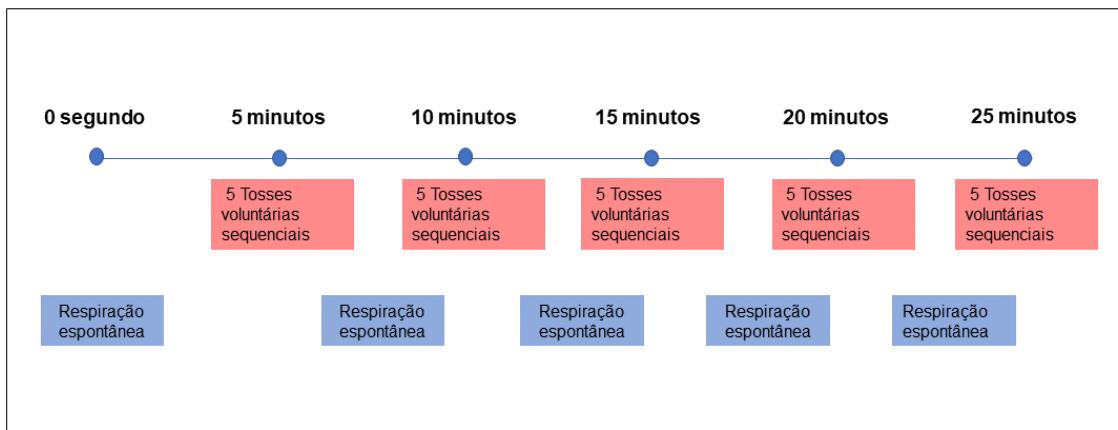 0 segundo
5 minutos
10 minutos
15 minutos
20 minutos
25 minutos
5 Tosses
voluntárias
sequenciais
5 Tosses
voluntárias
sequenciais
5 Tosses
voluntárias
sequenciais
5 Tosses
voluntárias
sequenciais
5 Tosses
voluntárias
sequenciais
Respiração
espontânea
Respiração
espontânea
Respiração
espontânea
Respiração
espontânea
Respiração
espontânea